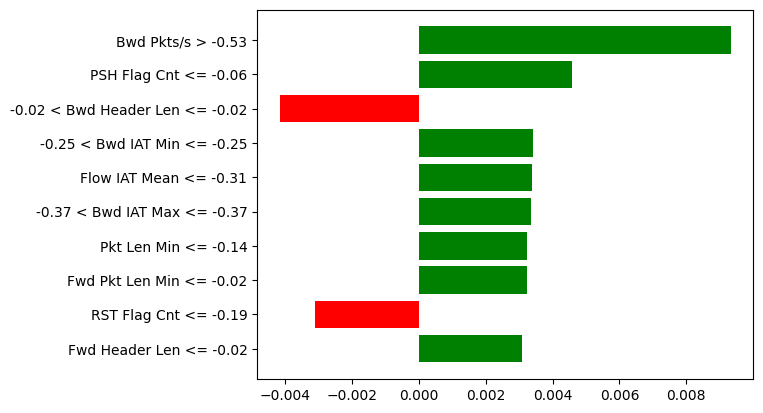 Bwd Pkts/s > -0.53
PSH Flag Cnt <= -0.06
-0.02 < Bwd Header Len <= -0.02
-0.25 < Bwd IAT Min <= -0.25
Flow IAT Mean <= -0.31
-0.37 < Bwd IAT Max <= -0.37
Pkt Len Min <= -0.14
Fwd Pkt Len Min <= -0.02
RST Flag Cnt <= -0.19
Fwd Header Len <= -0.02
−0.004 −0.002 0.000 0.002 0.004 0.006 0.008